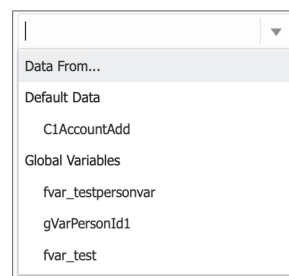 Data From...
Default Data
C1AccountAdd
Global Variables
fvar_testpersonvar
gVarPersonId1
fvar_test